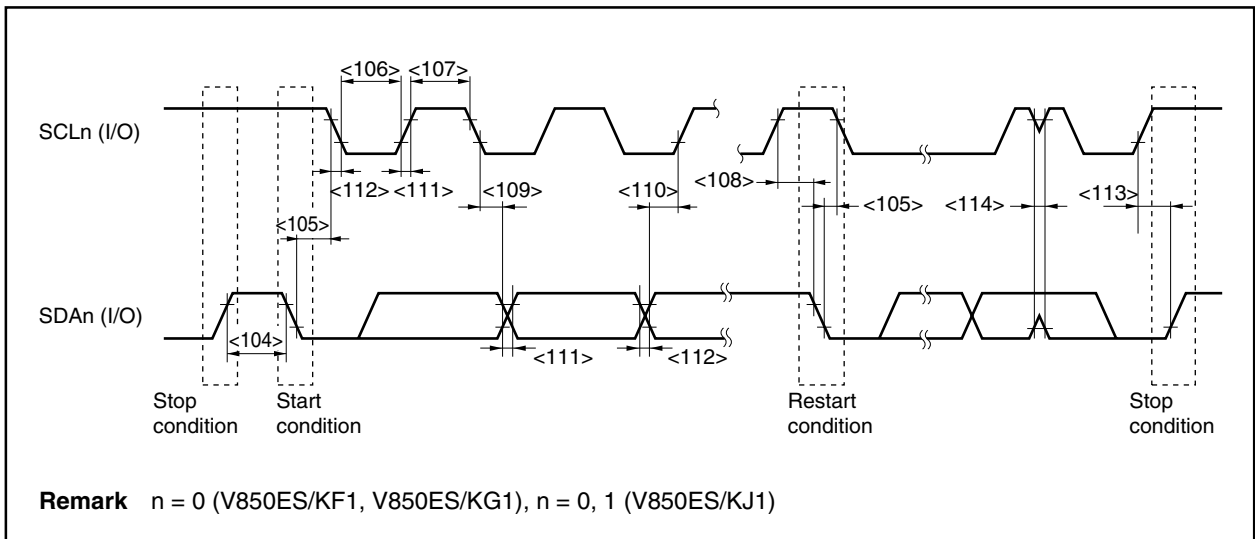 <106> <107>
SCLn (I/O)
<112> <111> <109> <110> <108> <105> <114> <113>
<105>
SDAn (I/O)
<104>
<111> <112>
Stop condition
Start condition
Restart condition
Stop condition
Remark n = 0 (V850ES/KF1, V850ES/KG1), n = 0, 1 (V850ES/KJ1)